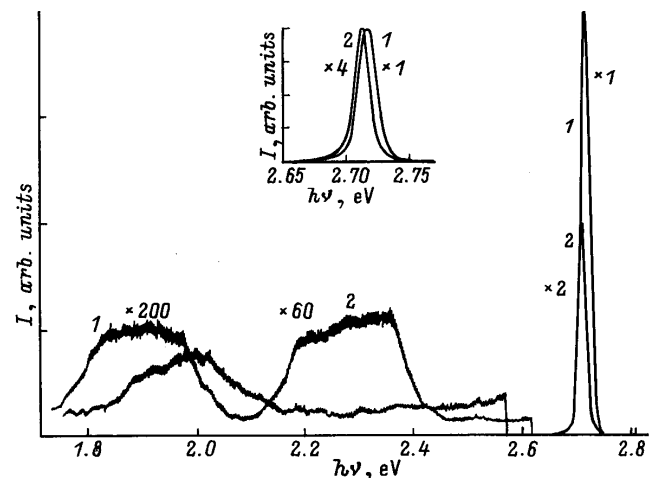 2 1
×4 ×1
I, arb. units
2.65 2.70 2.75
hν, eV
×1
1
2
×2
I, arb. units
1 ×200
×60 2
1.8 2.0 2.2 2.4 2.6 2.8
hν, eV